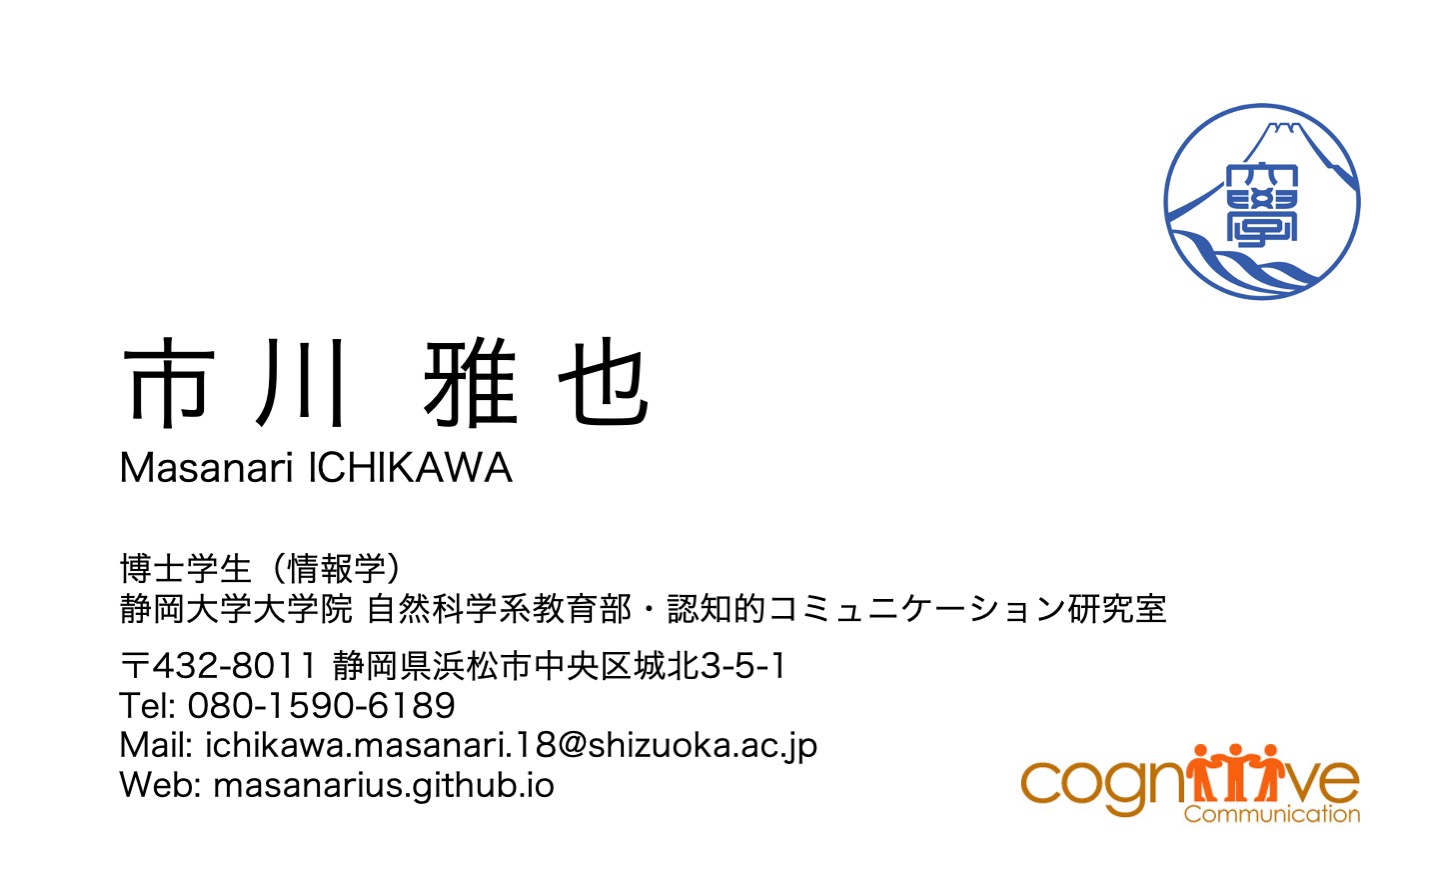 大學
市川 雅也
Masanari ICHIKAWA
博士学生（情報学）
静岡大学大学院 自然科学系教育部・認知的コミュニケーション研究室
〒432-8011 静岡県浜松市中央区城北3-5-1
Tel: 080-1590-6189
Mail: ichikawa.masanari.18@shizuoka.ac.jp
Web: masanarius.github.io
cognitive
Communication